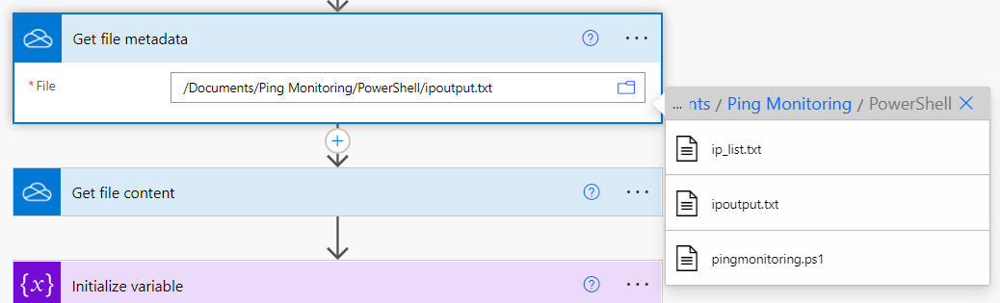 Get file metadata
? ...
* File
/Documents/Ping Monitoring/PowerShell/ipoutput.txt
... nts / Ping Monitoring / PowerShell
ip_list.txt
ipoutput.txt
pingmonitoring.ps1
Get file content
? ...
{x} Initialize variable
? ...